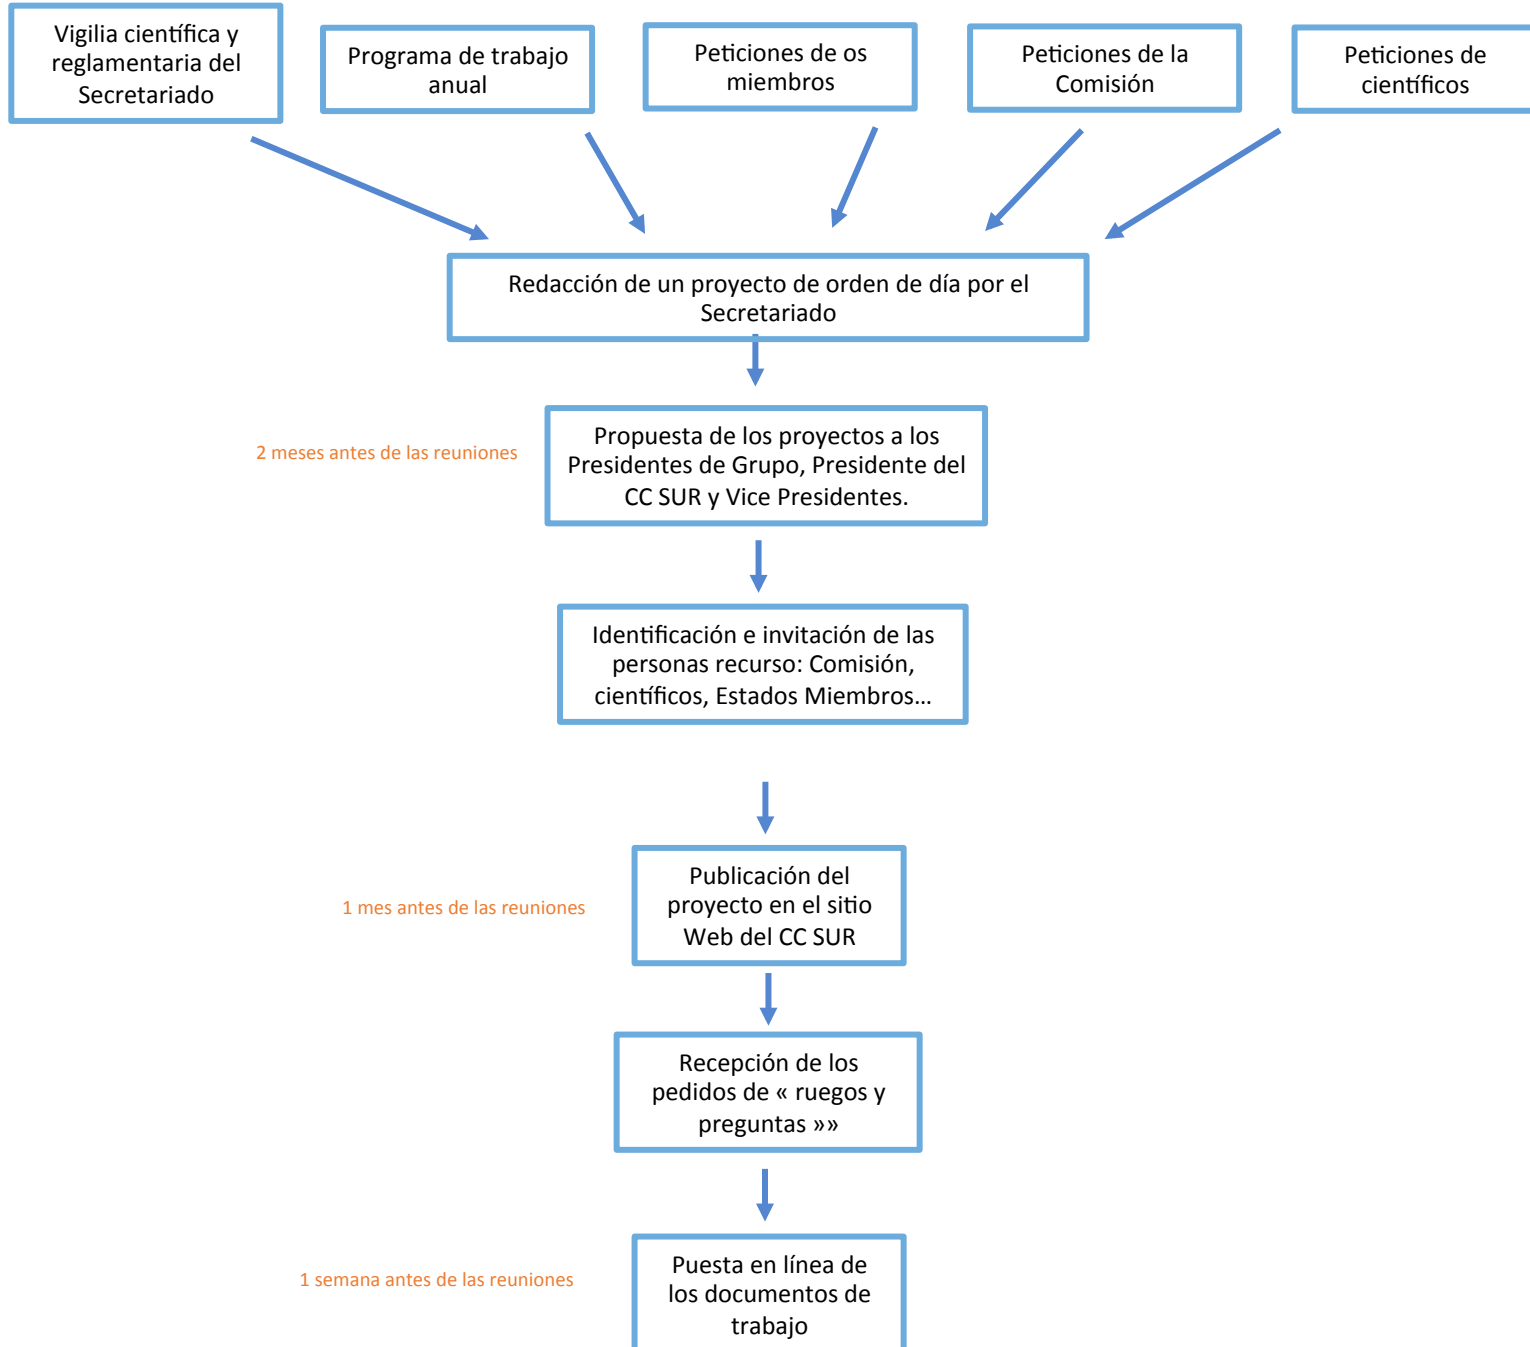 Vigilia científica y
reglamentaria del
Secretariado
Programa de trabajo
anual
Peticiones de os
miembros
Peticiones de la
Comisión
Peticiones de
científicos
Redacción de un proyecto de orden de día por el
Secretariado
2 meses antes de las reuniones
Propuesta de los proyectos a los
Presidentes de Grupo, Presidente del
CC SUR y Vice Presidentes.
Identificación e invitación de las
personas recurso: Comisión,
científicos, Estados Miembros…
1 mes antes de las reuniones
Publicación del
proyecto en el sitio
Web del CC SUR
Recepción de los
pedidos de « ruegos y
preguntas »»
1 semana antes de las reuniones
Puesta en línea de
los documentos de
trabajo